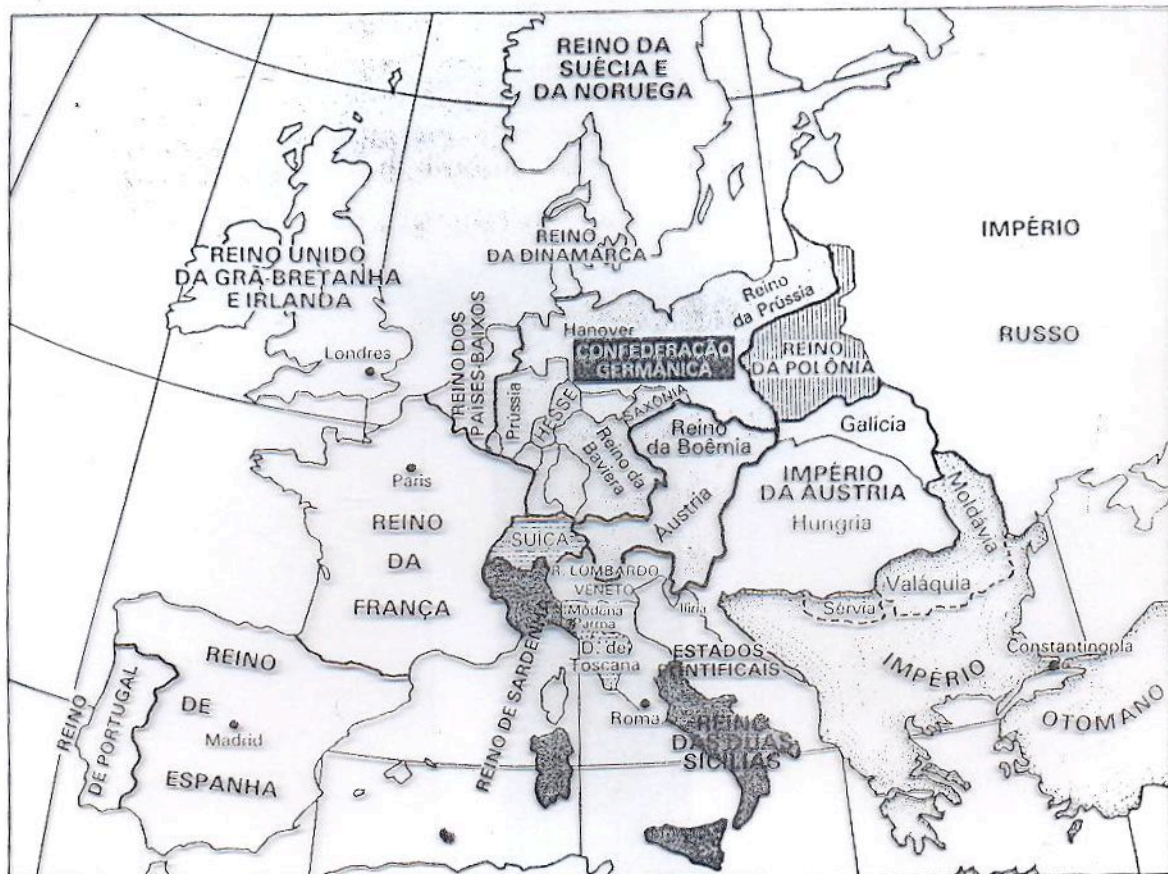 REINO DA
SUÉCIA E
DA NORUEGA
REINO UNIDO
DA GRÃ-BRETANHA
E IRLANDA
REINO
DA DINAMARCA
IMPÉRIO
RUSSO
Londres
REINO DOS
PAÍSES-BAIXOS
Hanover
Reino
da Prússia
CONFEDERAÇÃO
GERMÂNICA
REINO
DA POLÔNIA
Prússia
HESSE
SAXÔNIA
Reino
da Boêmia
Galícia
Reino da
Baviera
Paris
REINO
DA
FRANÇA
IMPÉRIO
DA ÁUSTRIA
Hungria
Áustria
Moldávia
SUÍÇA
R. LOMBARDO
VENETO
Valáquia
Sérvia
Ilíria
Módena
Parma
D. de
Toscana
ESTADOS
PONTIFICAIS
REINO DE SARDENHA
Constantinopla
IMPÉRIO
OTOMANO
REINO
DE PORTUGAL
REINO
DE
Madrid
ESPANHA
Roma
REINO
DAS DUAS
SICÍLIAS